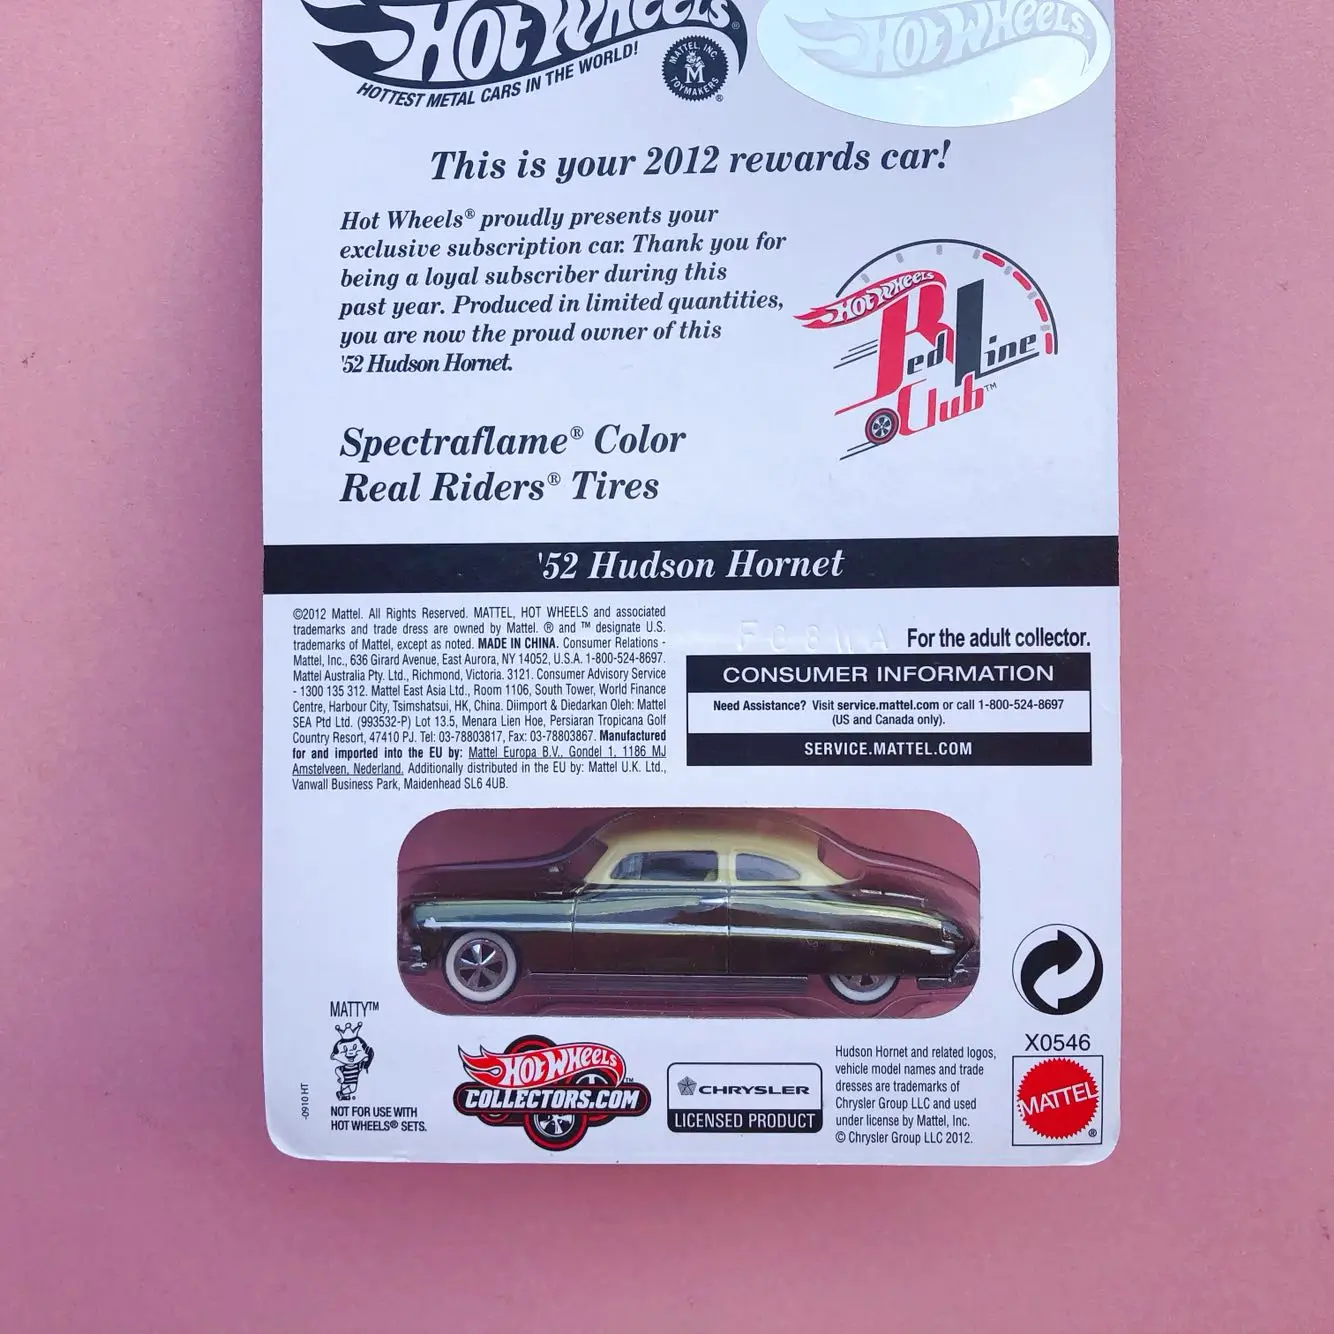 Hot Wheels®
HOTTEST METAL CARS IN THE WORLD!
MATTEL, INC.
M
TOYMAKERS
®
HOT WHEELS
This is your 2012 rewards car!
Hot Wheels® proudly presents your
exclusive subscription car. Thank you for
being a loyal subscriber during this
past year. Produced in limited quantities,
you are now the proud owner of this
'52 Hudson Hornet.
HOT WHEELS
Red Line
Club™
Spectraflame® Color
Real Riders® Tires
'52 Hudson Hornet
©2012 Mattel. All Rights Reserved. MATTEL, HOT WHEELS and associated
trademarks and trade dress are owned by Mattel. ® and ™ designate U.S.
trademarks of Mattel, except as noted. MADE IN CHINA. Consumer Relations -
Mattel, Inc., 636 Girard Avenue, East Aurora, NY 14052, U.S.A. 1-800-524-8697.
Mattel Australia Pty. Ltd., Richmond, Victoria. 3121. Consumer Advisory Service
- 1300 135 312. Mattel East Asia Ltd., Room 1106, South Tower, World Finance
Centre, Harbour City, Tsimshatsui, HK, China. Diimport & Diedarkan Oleh: Mattel
SEA Ptd Ltd. (993532-P) Lot 13.5, Menara Lien Hoe, Persiaran Tropicana Golf
Country Resort, 47410 PJ. Tel: 03-78803817, Fax: 03-78803867. Manufactured
for and imported into the EU by: Mattel Europa B.V., Gondel 1, 1186 MJ
Amstelveen, Nederland. Additionally distributed in the EU by: Mattel U.K. Ltd.,
Vanwall Business Park, Maidenhead SL6 4UB.
For the adult collector.
CONSUMER INFORMATION
Need Assistance? Visit service.mattel.com or call 1-800-524-8697
(US and Canada only).
SERVICE.MATTEL.COM
MATTY™
NOT FOR USE WITH
HOT WHEELS® SETS.
-0910 HT
HOT WHEELS™
COLLECTORS.COM
CHRYSLER
LICENSED PRODUCT
Hudson Hornet and related logos,
vehicle model names and trade
dresses are trademarks of
Chrysler Group LLC and used
under license by Mattel, Inc.
© Chrysler Group LLC 2012.
X0546
MATTEL
®